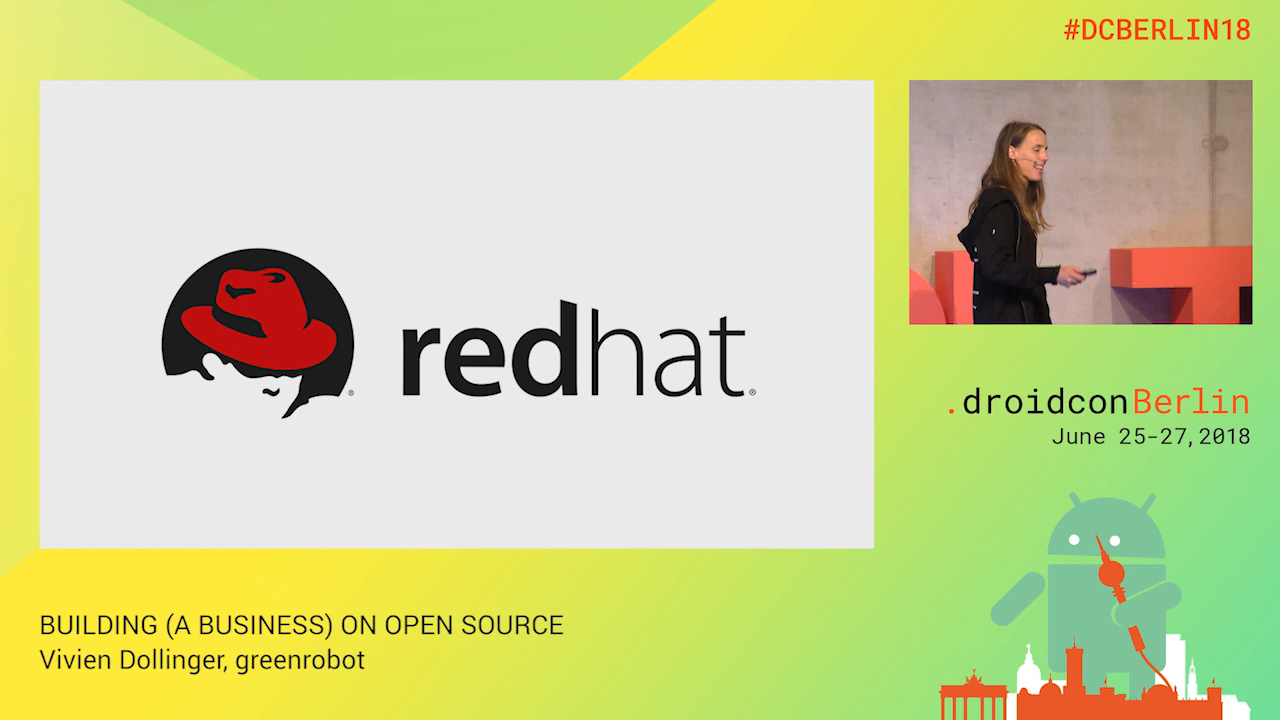 #DCBERLIN18
redhat
.droidconBerlin
June 25-27, 2018
BUILDING (A BUSINESS) ON OPEN SOURCE
Vivien Dollinger, greenrobot